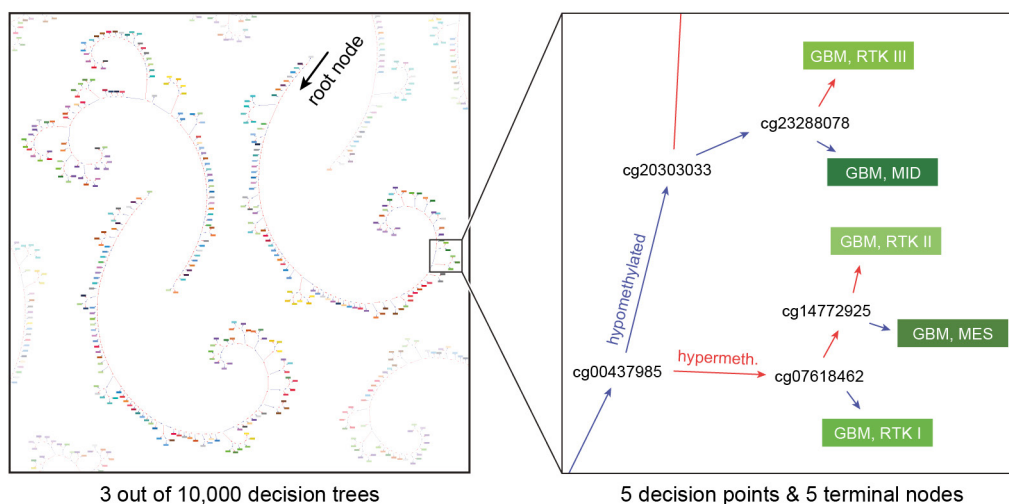 root node
GBM, RTK III
cg23288078
cg20303033
GBM, MID
GBM, RTK II
hypomethylated
cg14772925
GBM, MES
hypermeth.
cg00437985
cg07618462
GBM, RTK I
3 out of 10,000 decision trees
5 decision points & 5 terminal nodes